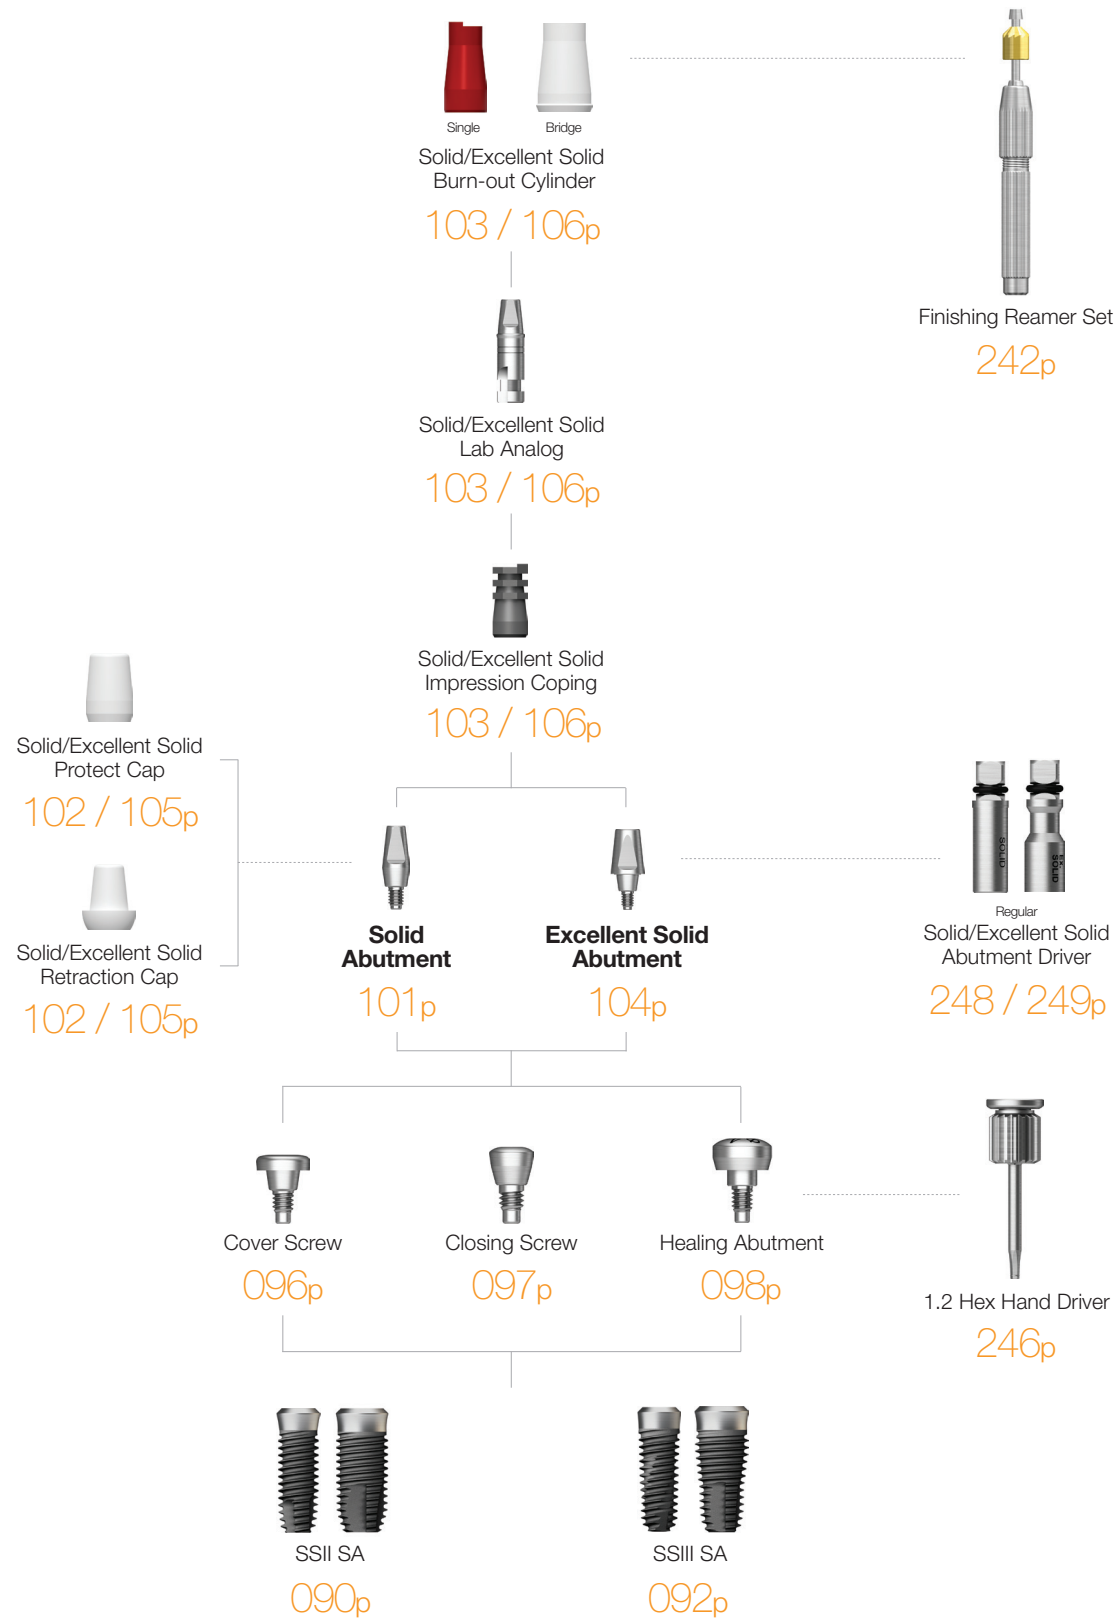 Single
Bridge
Solid/Excellent Solid
Burn-out Cylinder
103 / 106p
Finishing Reamer Set
242p
Solid/Excellent Solid
Lab Analog
103 / 106p
Solid/Excellent Solid
Impression Coping
103 / 106p
Solid/Excellent Solid
Protect Cap
102 / 105p
Solid/Excellent Solid
Retraction Cap
102 / 105p
Solid
Abutment
101p
Excellent Solid
Abutment
104p
SOLID
EX.
SOLID
Regular
Solid/Excellent Solid
Abutment Driver
248 / 249p
Cover Screw
096p
Closing Screw
097p
Healing Abutment
098p
1.2 Hex Hand Driver
246p
SSII SA
090p
SSIII SA
092p